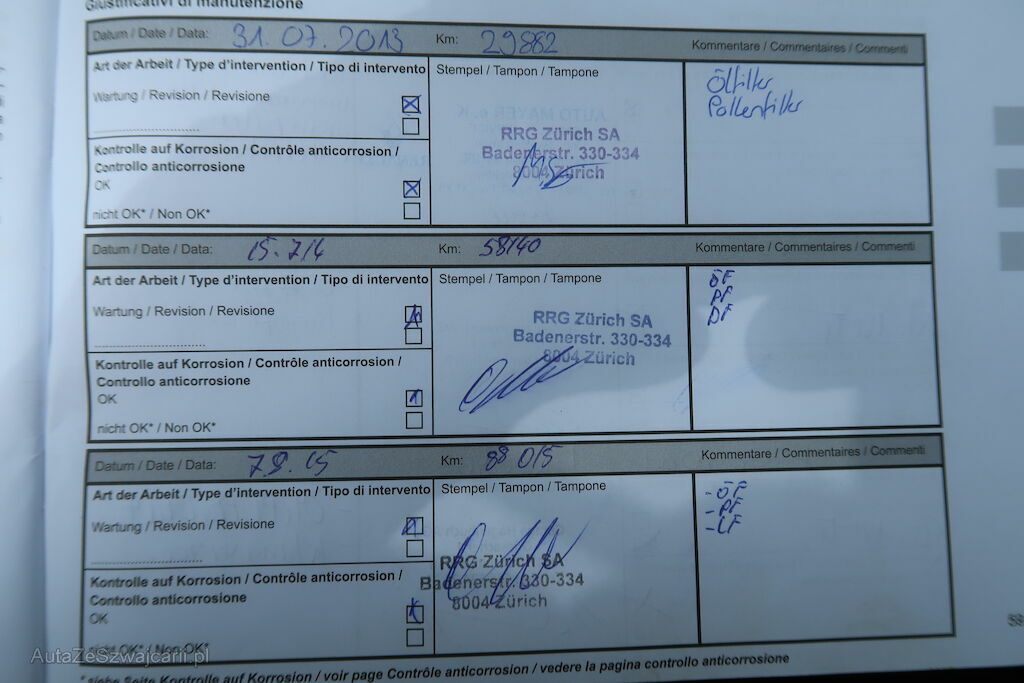 Giustificativi di manutenzione
Datum / Date / Data: 31.07.2013 Km: 29882 Kommentare / Commentaires / Commenti
Art der Arbeit / Type d'intervention / Tipo di intervento
Stempel / Tampon / Tampone
Ölfilter
Pollenfilter
Wartung / Revision / Revisione
RRG Zürich SA
Badenerstr. 330-334
8004 Zürich
Kontrolle auf Korrosion / Contrôle anticorrosion /
Controllo anticorrosione
OK
nicht OK* / Non OK*
Datum / Date / Data: 15.7.14 Km: 58140 Kommentare / Commentaires / Commenti
Art der Arbeit / Type d'intervention / Tipo di intervento
Stempel / Tampon / Tampone
ÖF
PF
DF
Wartung / Revision / Revisione
RRG Zürich SA
Badenerstr. 330-334
8004 Zürich
Kontrolle auf Korrosion / Contrôle anticorrosion /
Controllo anticorrosione
OK
nicht OK* / Non OK*
Datum / Date / Data: 7.9.15 Km: 88015 Kommentare / Commentaires / Commenti
Art der Arbeit / Type d'intervention / Tipo di intervento
Stempel / Tampon / Tampone
-ÖF
-PF
-LF
Wartung / Revision / Revisione
RRG Zürich SA
Badenerstr. 330-334
8004 Zürich
Kontrolle auf Korrosion / Contrôle anticorrosion /
Controllo anticorrosione
OK
nicht OK* / Non OK*
AutaZeSzwajcarii.pl
* siehe Seite Kontrolle auf Korrosion / voir page Contrôle anticorrosion / vedere la pagina controllo anticorrosione